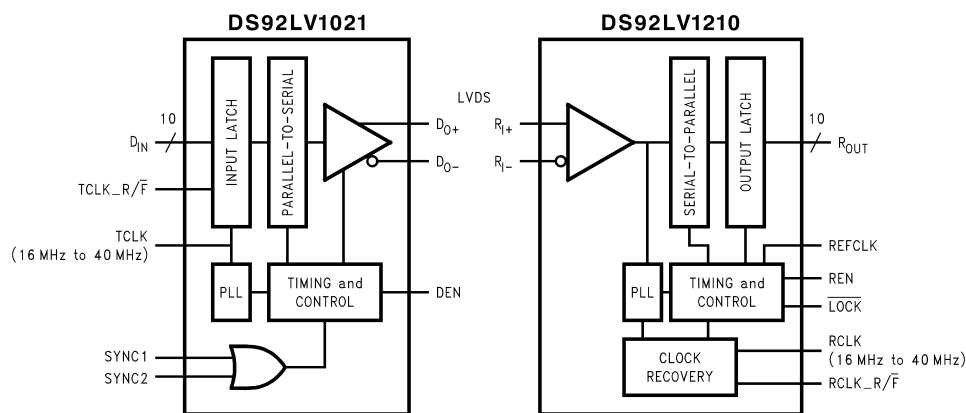 DS92LV1021
DS92LV1210
10
D_IN
TCLK_R/F̅
TCLK
(16 MHz to 40 MHz)
SYNC1
SYNC2
INPUT LATCH
PARALLEL-TO-SERIAL
PLL
TIMING and
CONTROL
D_O+
D_O−
DEN
LVDS
R_I+
R_I−
SERIAL-TO-PARALLEL
OUTPUT LATCH
PLL
TIMING and
CONTROL
CLOCK
RECOVERY
10
R_OUT
REFCLK
REN
L̅O̅C̅K̅
RCLK
(16 MHz to 40 MHz)
RCLK_R/F̅